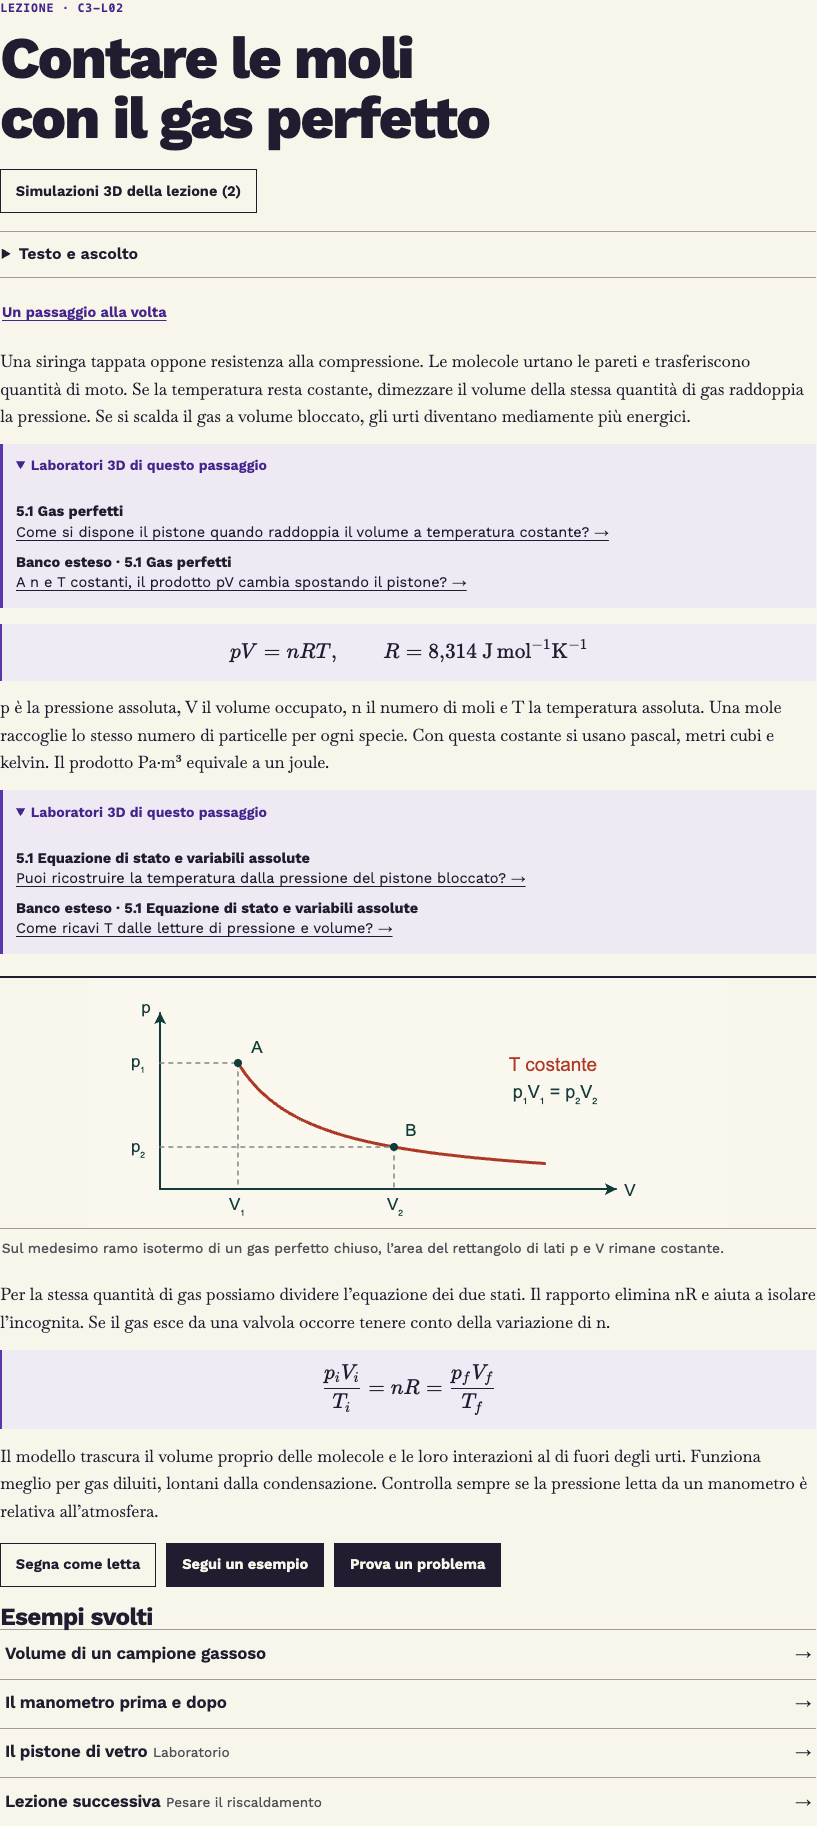 LEZIONE · C3-L02
Contare le moli
con il gas perfetto
Simulazioni 3D della lezione (2)
▶ Testo e ascolto
Un passaggio alla volta
Una siringa tappata oppone resistenza alla compressione. Le molecole urtano le pareti e trasferiscono
quantità di moto. Se la temperatura resta costante, dimezzare il volume della stessa quantità di gas raddoppia
la pressione. Se si scalda il gas a volume bloccato, gli urti diventano mediamente più energici.
▼ Laboratori 3D di questo passaggio
5.1 Gas perfetti
Come si dispone il pistone quando raddoppia il volume a temperatura costante? →
Banco esteso · 5.1 Gas perfetti
A n e T costanti, il prodotto pV cambia spostando il pistone? →
pV = nRT, R = 8,314 J mol⁻¹K⁻¹
p è la pressione assoluta, V il volume occupato, n il numero di moli e T la temperatura assoluta. Una mole
raccoglie lo stesso numero di particelle per ogni specie. Con questa costante si usano pascal, metri cubi e
kelvin. Il prodotto Pa·m³ equivale a un joule.
▼ Laboratori 3D di questo passaggio
5.1 Equazione di stato e variabili assolute
Puoi ricostruire la temperatura dalla pressione del pistone bloccato? →
Banco esteso · 5.1 Equazione di stato e variabili assolute
Come ricavi T dalle letture di pressione e volume? →
p
A
p₁
T costante
p₁V₁ = p₂V₂
B
p₂
V
V₁ V₂
Sul medesimo ramo isotermo di un gas perfetto chiuso, l’area del rettangolo di lati p e V rimane costante.
Per la stessa quantità di gas possiamo dividere l’equazione dei due stati. Il rapporto elimina nR e aiuta a isolare
l’incognita. Se il gas esce da una valvola occorre tenere conto della variazione di n.
p_i V_i / T_i = nR = p_f V_f / T_f
Il modello trascura il volume proprio delle molecole e le loro interazioni al di fuori degli urti. Funziona
meglio per gas diluiti, lontani dalla condensazione. Controlla sempre se la pressione letta da un manometro è
relativa all’atmosfera.
Segna come letta Segui un esempio Prova un problema
Esempi svolti
Volume di un campione gassoso →
Il manometro prima e dopo →
Il pistone di vetro Laboratorio →
Lezione successiva Pesare il riscaldamento →